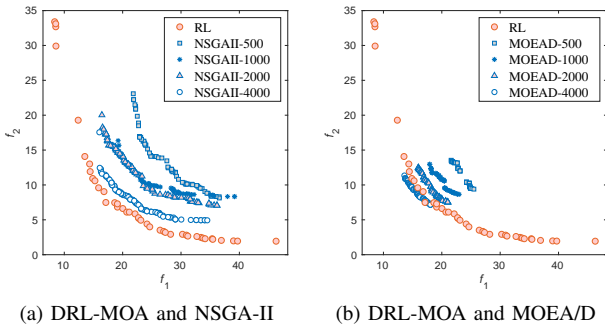 RL
NSGAII-500
NSGAII-1000
NSGAII-2000
NSGAII-4000
35
30
25
20
15
10
5
0
f2
10 20 30 40
f1
(a) DRL-MOA and NSGA-II
RL
MOEAD-500
MOEAD-1000
MOEAD-2000
MOEAD-4000
35
30
25
20
15
10
5
0
f2
10 20 30 40
f1
(b) DRL-MOA and MOEA/D